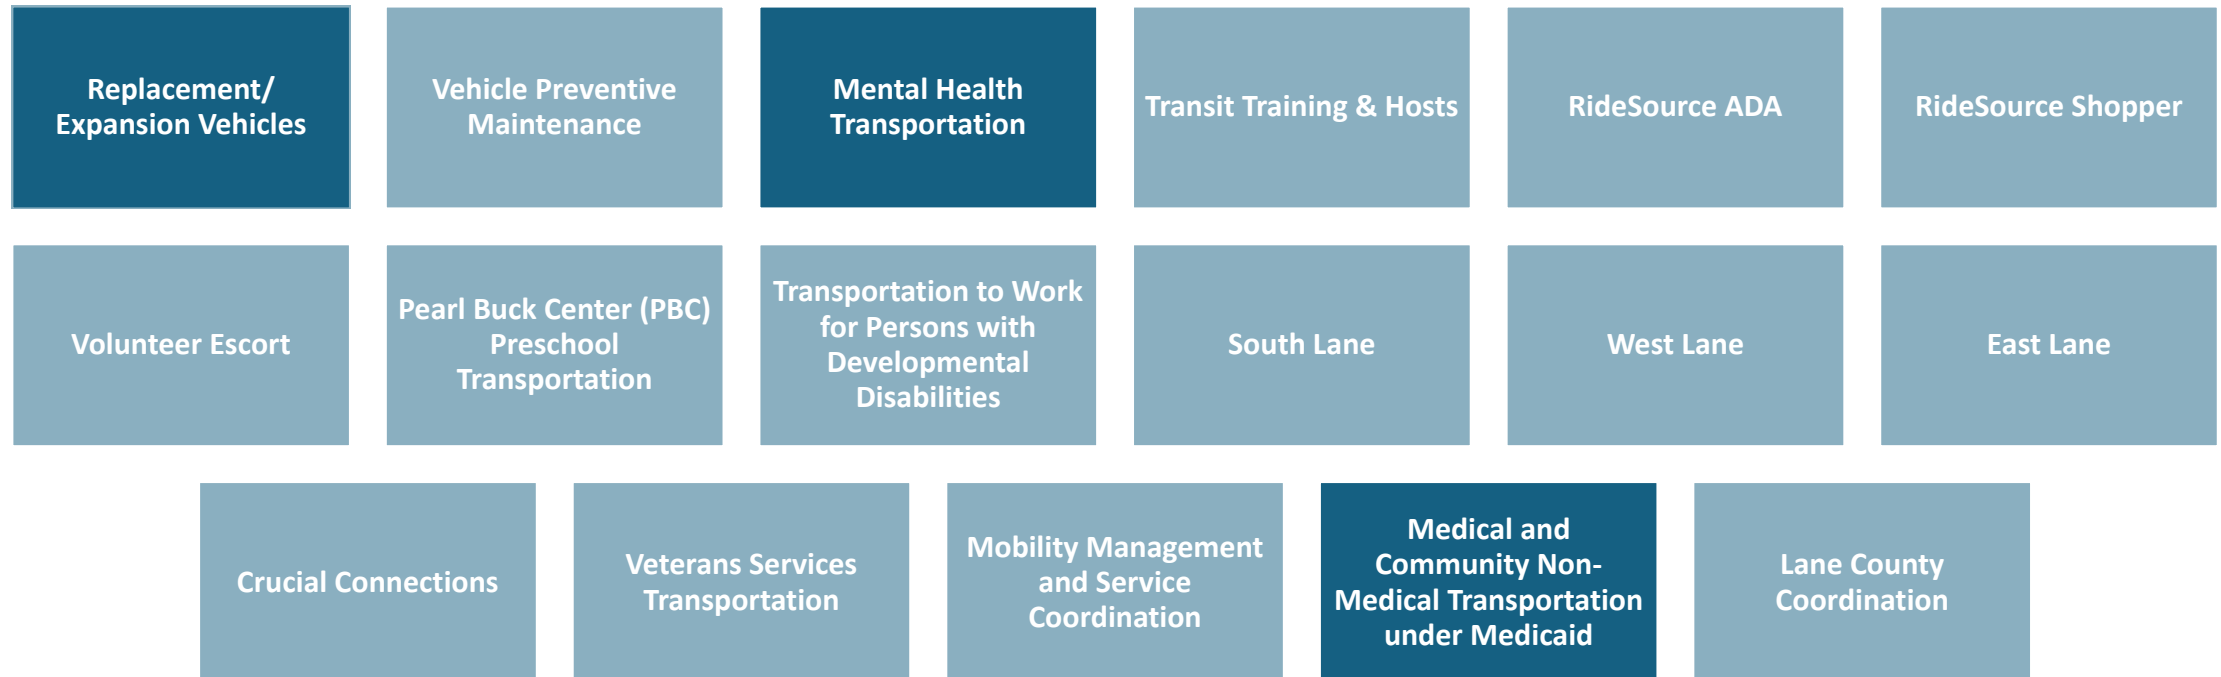 Replacement/
Expansion Vehicles
Vehicle Preventive
Maintenance
Mental Health
Transportation
Transit Training & Hosts
RideSource ADA
RideSource Shopper
Volunteer Escort
Pearl Buck Center (PBC)
Preschool
Transportation
Transportation to Work
for Persons with
Developmental
Disabilities
South Lane
West Lane
East Lane
Crucial Connections
Veterans Services
Transportation
Mobility Management
and Service
Coordination
Medical and
Community Non-
Medical Transportation
under Medicaid
Lane County
Coordination